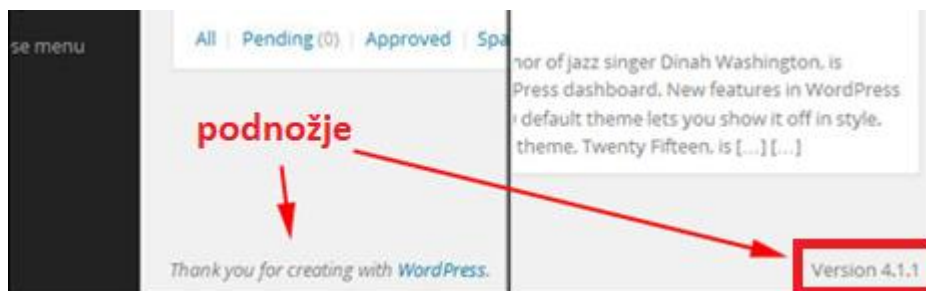 se menu
All | Pending (0) | Approved | Spa
nor of jazz singer Dinah Washington, is
Press dashboard. New features in WordPress
default theme lets you show it off in style.
theme, Twenty Fifteen, is [...] [...]
podnožje
Thank you for creating with WordPress.
Version 4.1.1